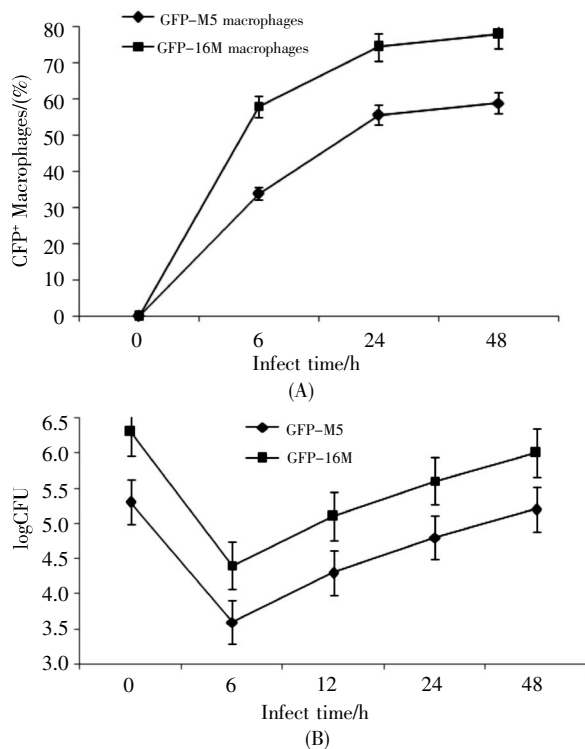 GFP-M5 macrophages
GFP-16M macrophages
80
70
60
50
40
30
20
10
0
CFP+ Macrophages/(%)
0 6 24 48
Infect time/h
(A)
6.5
6.0
5.5
5.0
4.5
4.0
3.5
3.0
logCFU
GFP-M5
GFP-16M
0 6 12 24 48
Infect time/h
(B)